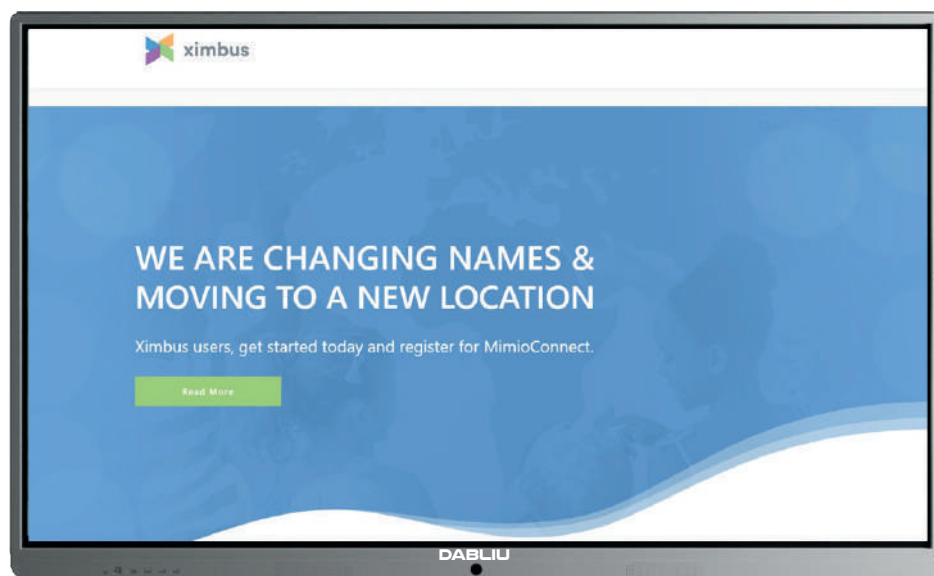 ximbus
WE ARE CHANGING NAMES &
MOVING TO A NEW LOCATION
Ximbus users, get started today and register for MimioConnect.
Read More
DABLIU